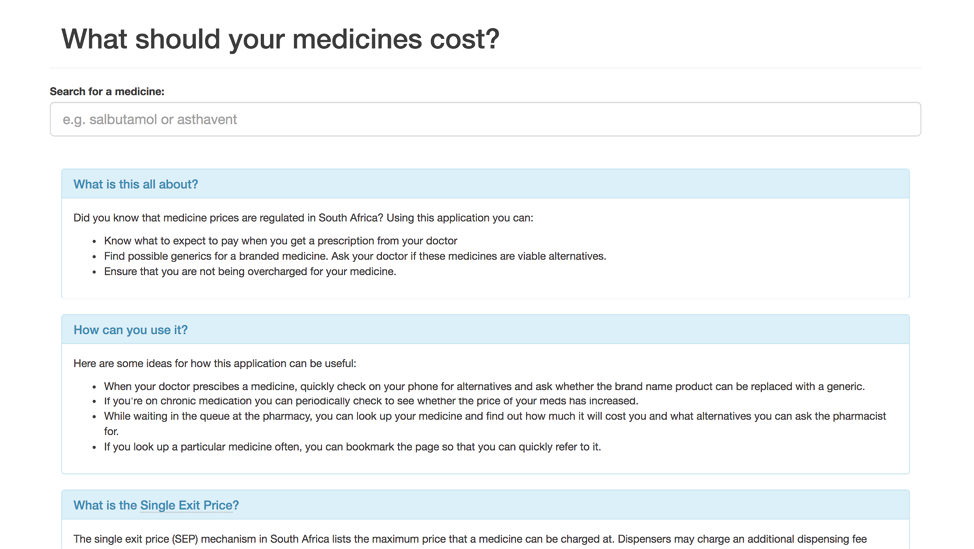 What should your medicines cost?
Search for a medicine:
e.g. salbutamol or asthavent
What is this all about?
Did you know that medicine prices are regulated in South Africa? Using this application you can:
• Know what to expect to pay when you get a prescription from your doctor
• Find possible generics for a branded medicine. Ask your doctor if these medicines are viable alternatives.
• Ensure that you are not being overcharged for your medicine.
How can you use it?
Here are some ideas for how this application can be useful:
• When your doctor prescibes a medicine, quickly check on your phone for alternatives and ask whether the brand name product can be replaced with a generic.
• If you're on chronic medication you can periodically check to see whether the price of your meds has increased.
• While waiting in the queue at the pharmacy, you can look up your medicine and find out how much it will cost you and what alternatives you can ask the pharmacist
for.
• If you look up a particular medicine often, you can bookmark the page so that you can quickly refer to it.
What is the Single Exit Price?
The single exit price (SEP) mechanism in South Africa lists the maximum price that a medicine can be charged at. Dispensers may charge an additional dispensing fee